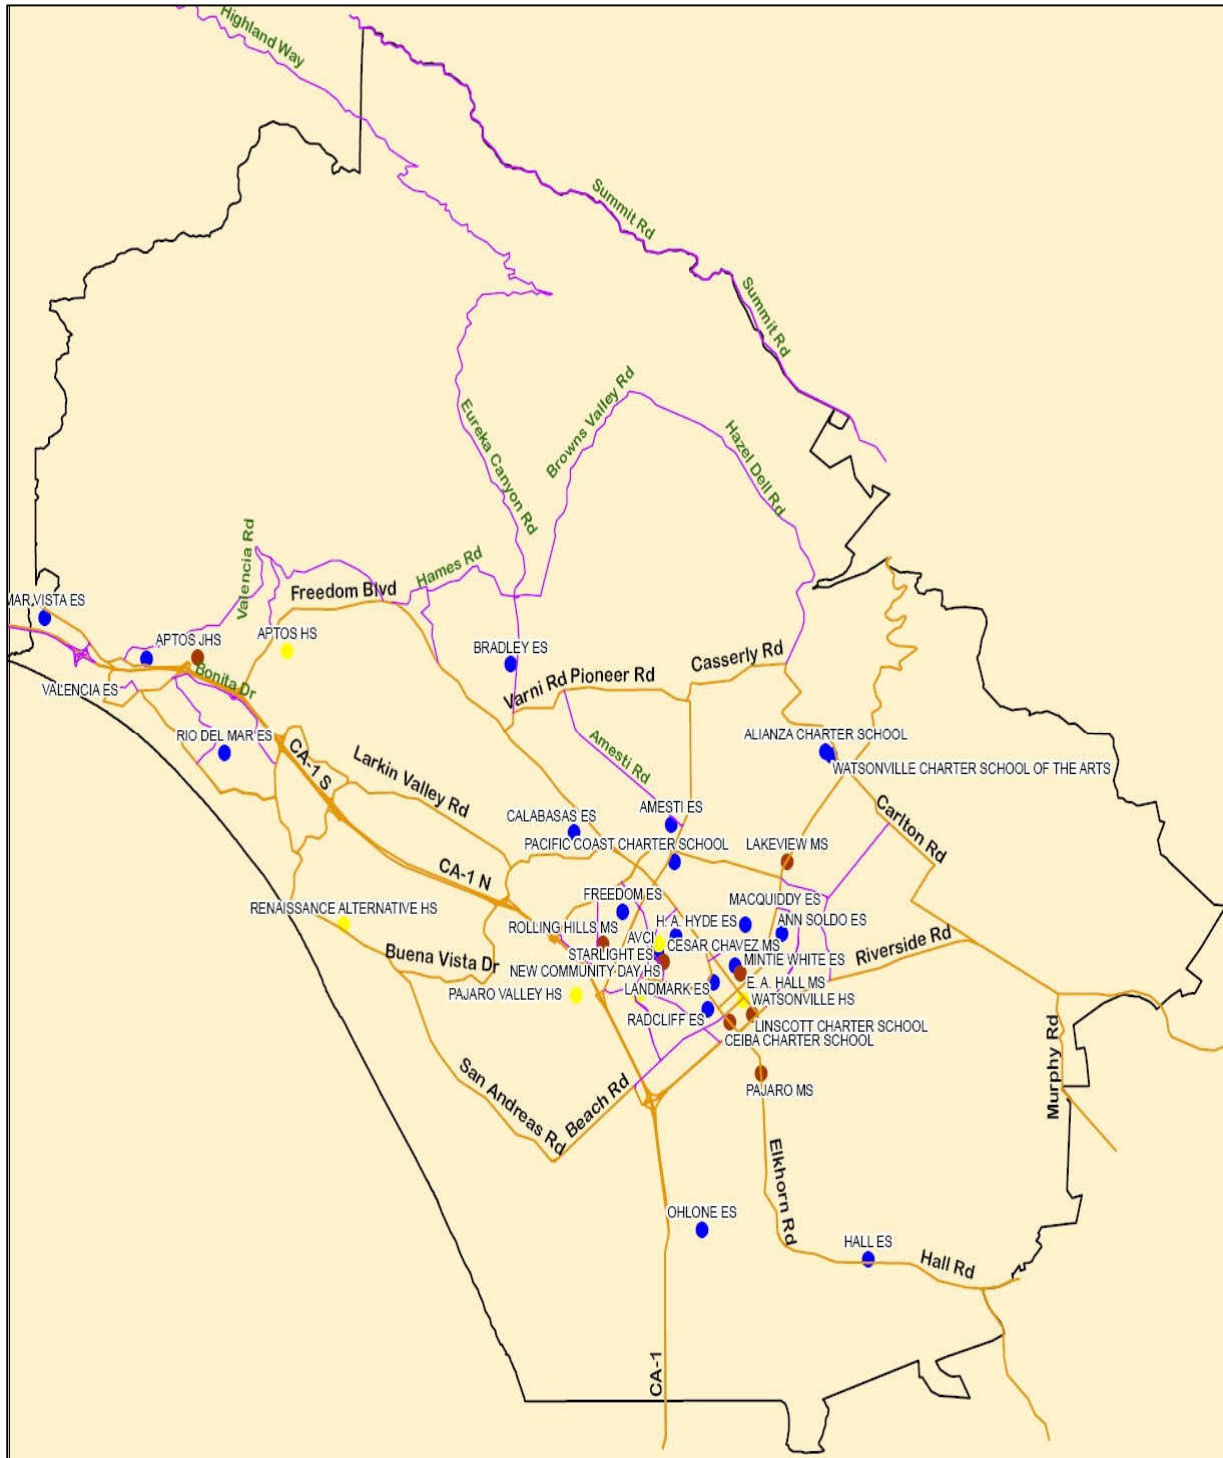 Highland Way
Summit Rd
Summit Rd
Eureka Canyon Rd
Browns Valley Rd
Hazel Dell Rd
Valencia Rd
Hames Rd
Freedom Blvd
MAR VISTA ES
APTOS JHS
APTOS HS
BRADLEY ES
Casserly Rd
VALENCIA ES
Bonita Dr
Varni Rd
Pioneer Rd
RIO DEL MAR ES
ALIANZA CHARTER SCHOOL
CA-1 S
Larkin Valley Rd
Amesti Rd
WATSONVILLE CHARTER SCHOOL OF THE ARTS
CALABASAS ES
AMESTI ES
Carlton Rd
PACIFIC COAST CHARTER SCHOOL
LAKEVIEW MS
CA-1 N
FREEDOM ES
MACQUIDDY ES
RENAISSANCE ALTERNATIVE HS
ROLLING HILLS MS
H. A. HYDE ES
ANN SOLDO ES
AVCI
CESAR CHAVEZ MS
Riverside Rd
Buena Vista Dr
STARLIGHT ES
MINTIE WHITE ES
NEW COMMUNITY DAY HS
E. A. HALL MS
PAJARO VALLEY HS
LANDMARK ES
WATSONVILLE HS
RADCLIFF ES
LINSCOTT CHARTER SCHOOL
CEIBA CHARTER SCHOOL
Murphy Rd
San Andreas Rd
Beach Rd
PAJARO MS
Elkhorn Rd
OHLONE ES
HALL ES
Hall Rd
CA-1